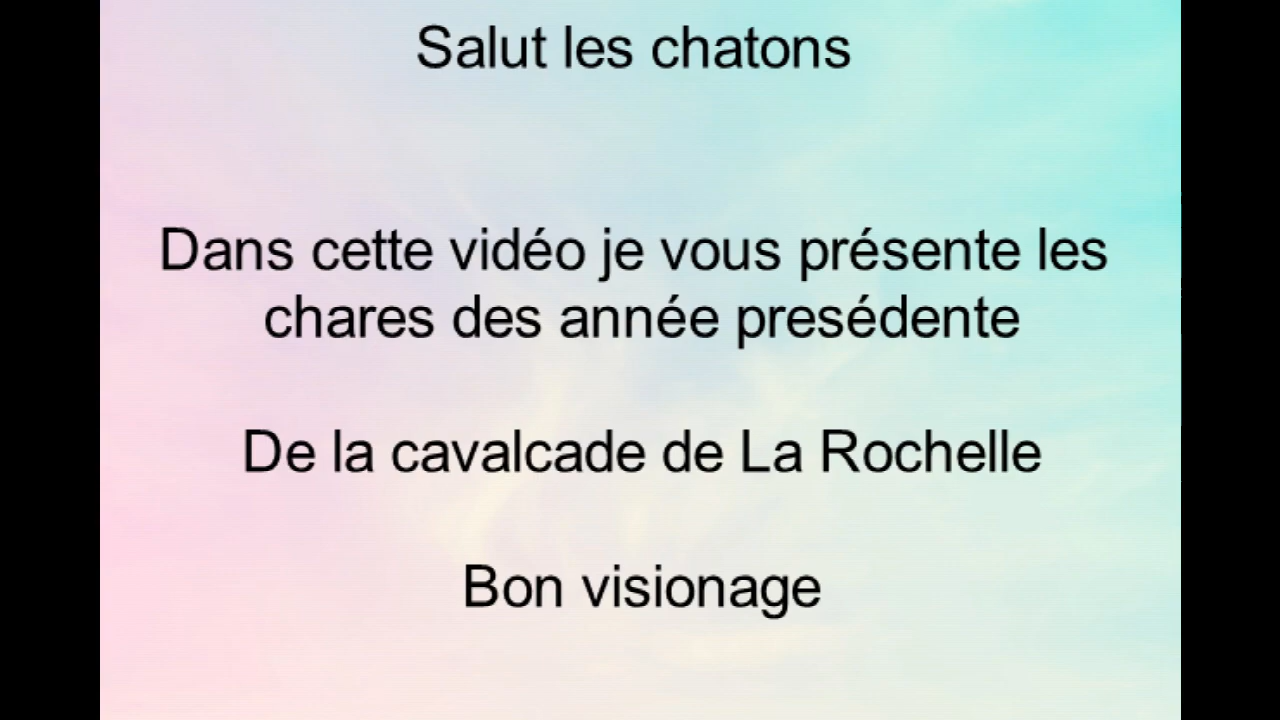 Salut les chatons
Dans cette vidéo je vous présente les
chares des année presédente
De la cavalcade de La Rochelle
Bon visionage